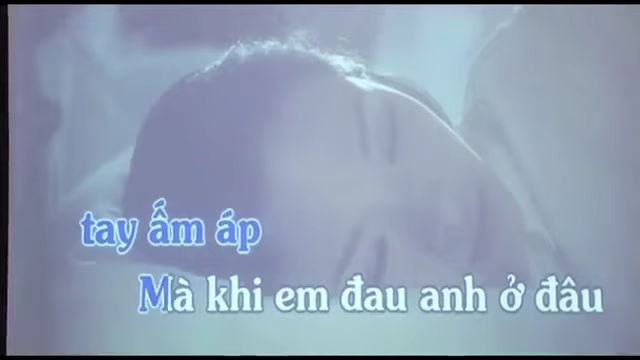 tay ấm áp
Mà khi em đau anh ở đâu